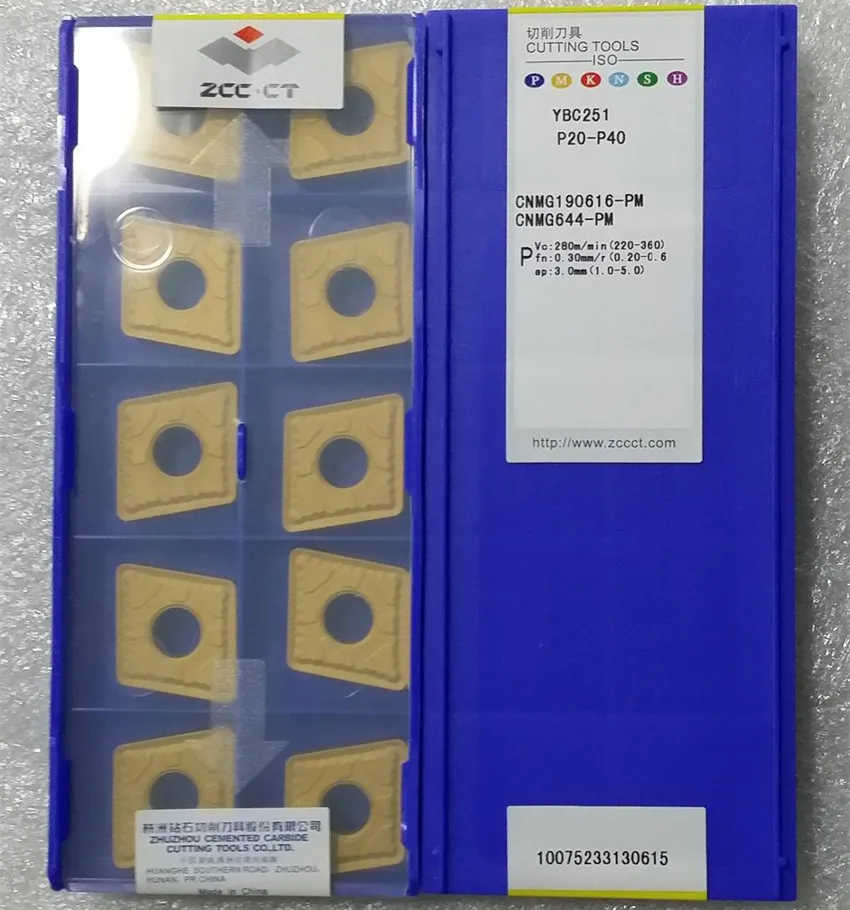 ZCC·CT
切削刀具
CUTTING TOOLS
ISO
P M K N S H
YBC251
P20-P40
CNMG190616-PM
CNMG644-PM
P
Vc:280m/min(220-360)
fn:0.30mm/r(0.20-0.6
ap:3.0mm(1.0-5.0)
http://www.zccct.com
株洲钻石切削刀具股份有限公司
ZHUZHOU CEMENTED CARBIDE
CUTTING TOOLS CO.,LTD.
HUANGHE SOUTHERN ROAD, ZHUZHOU,
HUNAN, PR.CHINA
Made in China
10075233130615